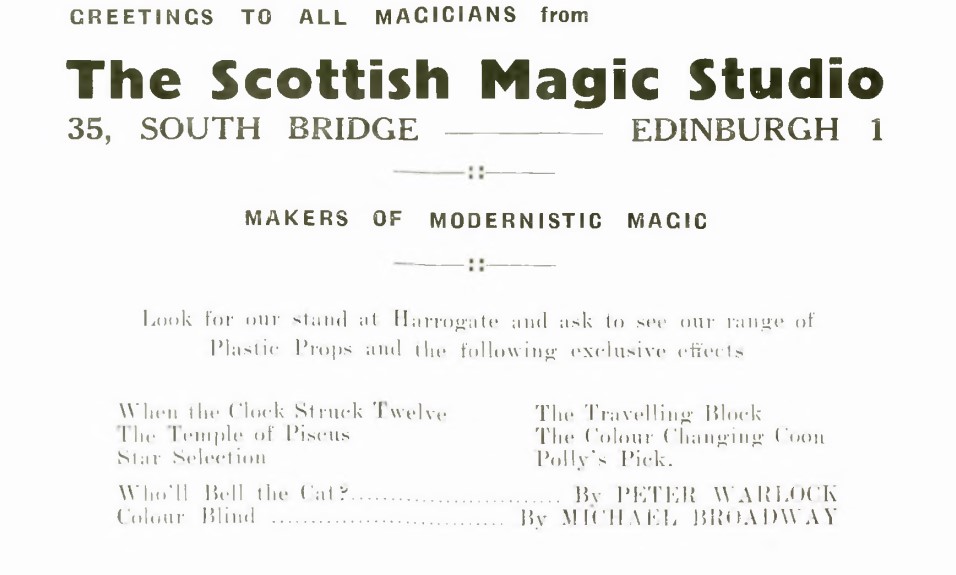 GREETINGS TO ALL MAGICIANS from
The Scottish Magic Studio
35, SOUTH BRIDGE ——— EDINBURGH 1
MAKERS OF MODERNISTIC MAGIC
Look for our stand at Harrogate and ask to see our range of
Plastic Props and the following exclusive effects
When the Clock Struck Twelve
The Temple of Piscus
Star Selection
The Travelling Block
The Colour Changing Coon
Polly's Pick.
Who'll Bell the Cat?.......................... By PETER WARLOCK
Colour Blind ............................. By MICHAEL BROADWAY